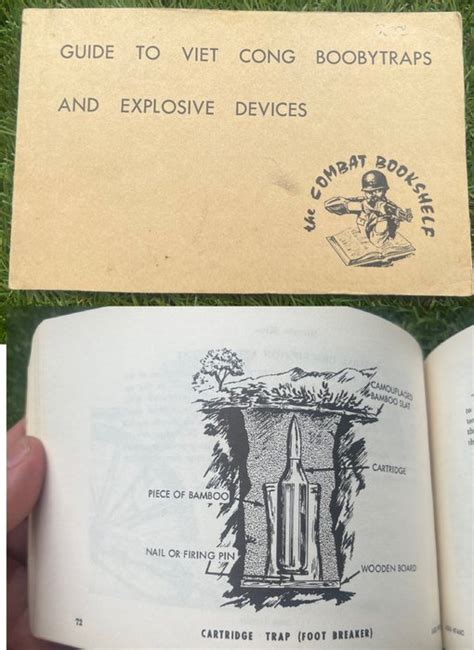 GUIDE TO VIET CONG BOOBYTRAPS
AND EXPLOSIVE DEVICES
the COMBAT BOOKSHELF
CAMOUFLAGED
BAMBOO SLAT
CARTRIDGE
PIECE OF BAMBOO
NAIL OR FIRING PIN
WOODEN BOARD
72
CARTRIDGE TRAP (FOOT BREAKER)